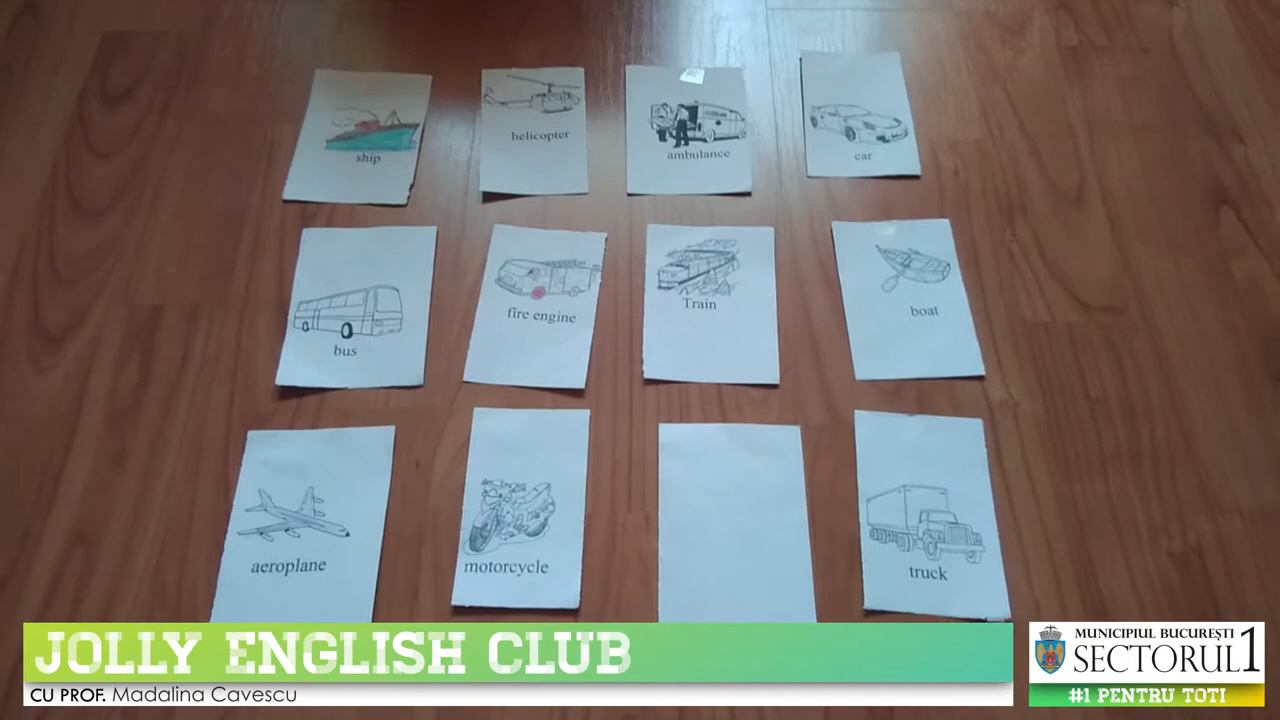 ship
helicopter
ambulance
car
bus
fire engine
Train
boat
aeroplane
motorcycle
truck
JOLLY ENGLISH CLUB
CU PROF. Madalina Cavescu
MUNICIPIUL BUCUREȘTI
SECTORUL 1
#1 PENTRU TOTI